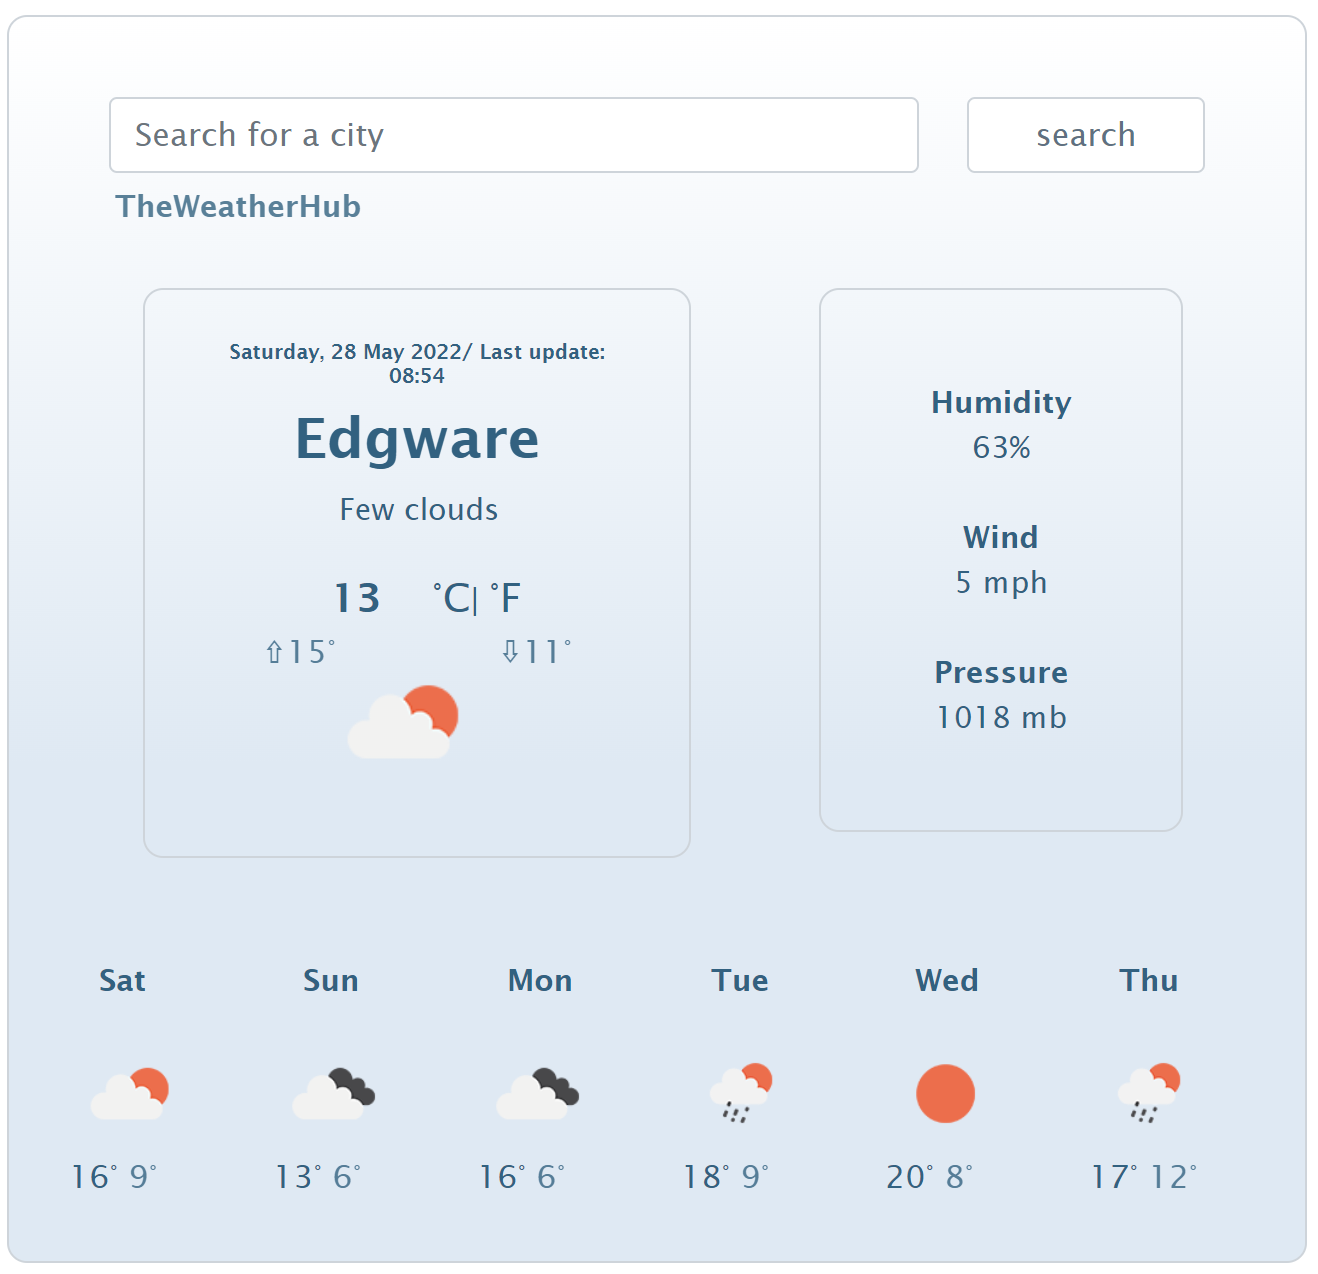 Search for a city
search
TheWeatherHub
Saturday, 28 May 2022/ Last update:
08:54
Edgware
Few clouds
13 °C| °F
⇧15° ⇩11°
Humidity
63%
Wind
5 mph
Pressure
1018 mb
Sat Sun Mon Tue Wed Thu
16° 9° 13° 6° 16° 6° 18° 9° 20° 8° 17° 12°